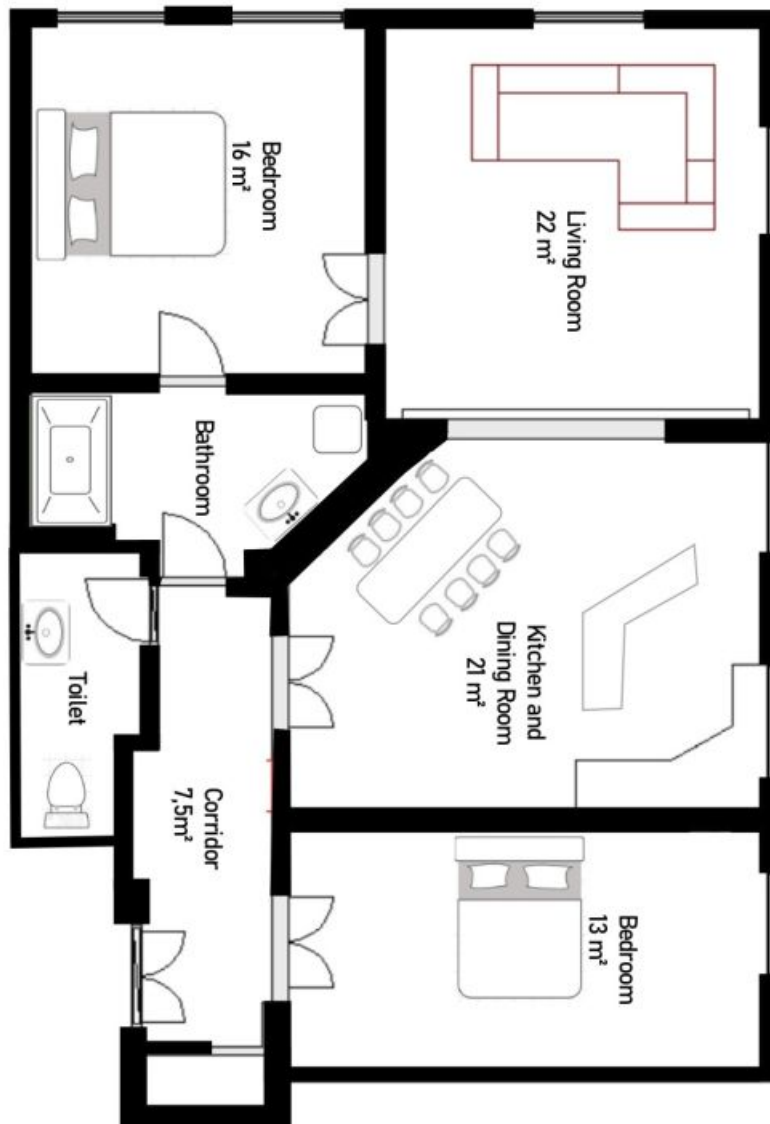 Bedroom
16 m²
Living Room
22 m²
Bathroom
Kitchen and
Dining Room
21 m²
Toilet
Corridor
7,5m²
Bedroom
13 m²